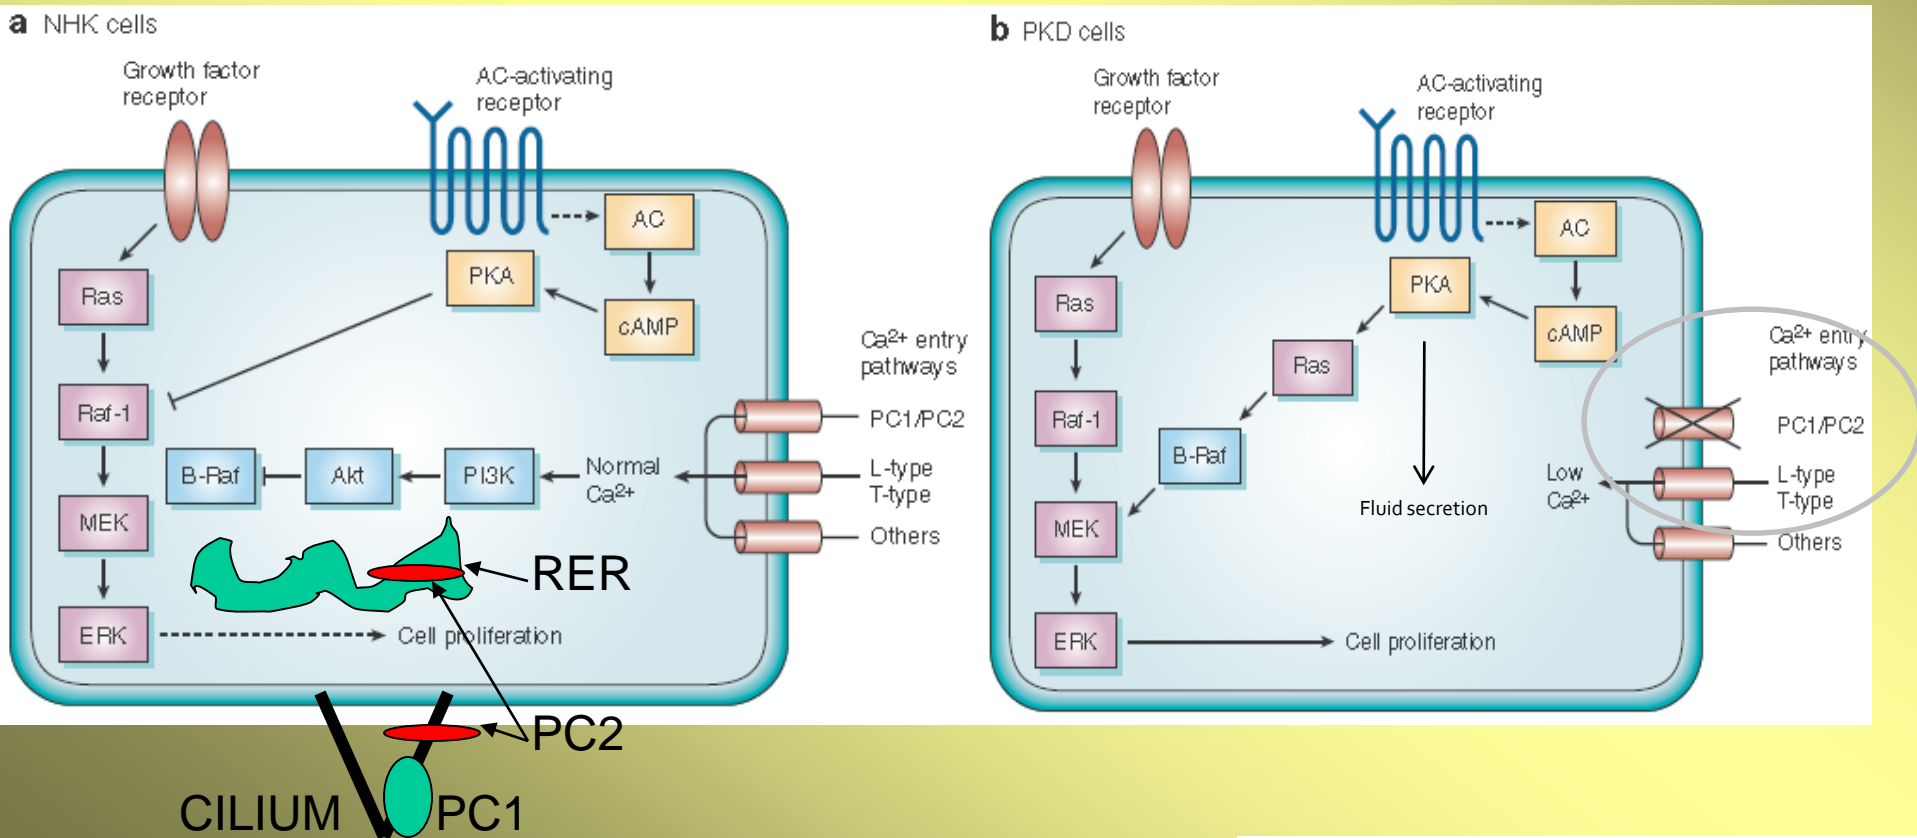 a NHK cells
Growth factor
receptor
AC-activating
receptor
AC
PKA
cAMP
Ras
Raf-1
MEK
ERK
B-Raf
Akt
PI3K
Normal
Ca2+
Ca2+ entry
pathways
PC1/PC2
L-type
T-type
Others
RER
Cell proliferation
PC2
CILIUM
PC1
b PKD cells
Growth factor
receptor
AC-activating
receptor
AC
PKA
cAMP
Ras
Ras
Raf-1
B-Raf
MEK
ERK
Fluid secretion
Low
Ca2+
Ca2+ entry
pathways
PC1/PC2
L-type
T-type
Others
Cell proliferation